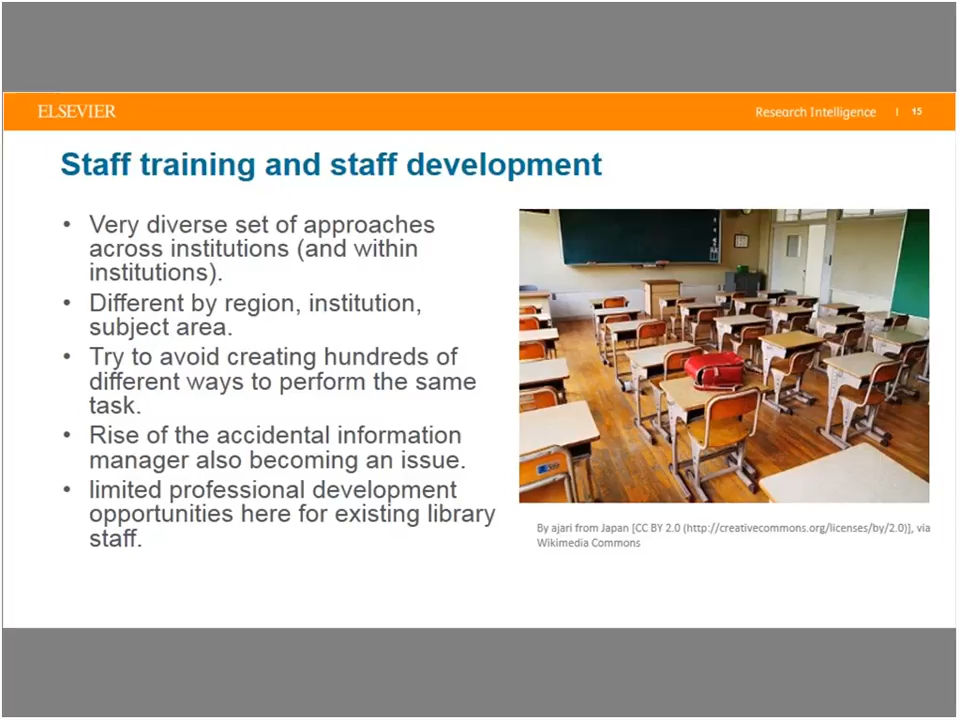 ELSEVIER
Research Intelligence | 15
Staff training and staff development
• Very diverse set of approaches
across institutions (and within
institutions).
• Different by region, institution,
subject area.
• Try to avoid creating hundreds of
different ways to perform the same
task.
• Rise of the accidental information
manager also becoming an issue.
• limited professional development
opportunities here for existing library
staff.
By ajari from Japan [CC BY 2.0 (http://creativecommons.org/licenses/by/2.0)], via
Wikimedia Commons